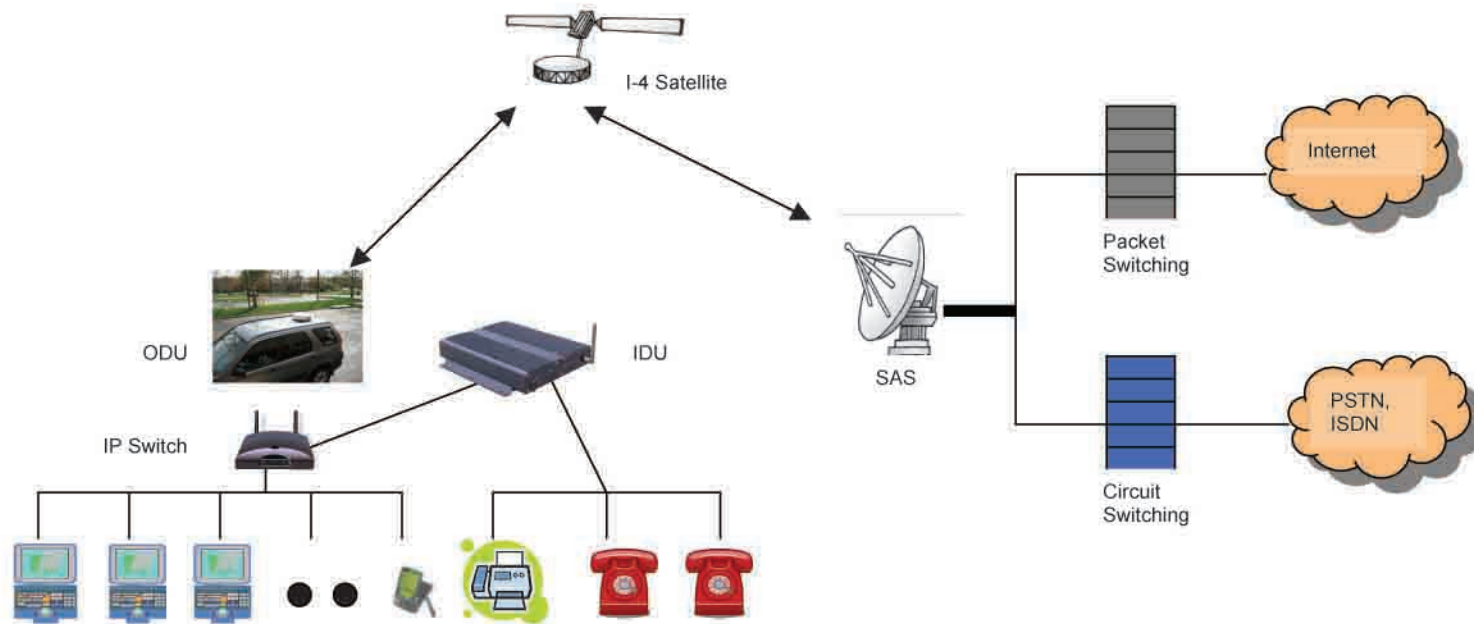 I-4 Satellite
Internet
Packet
Switching
ODU
IDU
SAS
IP Switch
PSTN,
ISDN
Circuit
Switching